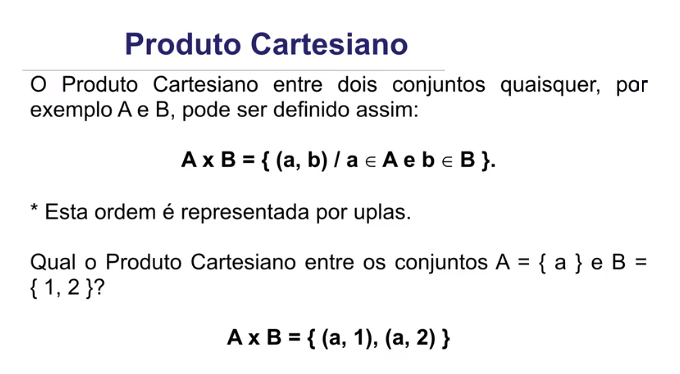 Produto Cartesiano
O Produto Cartesiano entre dois conjuntos quaisquer, por
exemplo A e B, pode ser definido assim:
A x B = { (a, b) / a ∈ A e b ∈ B }.
* Esta ordem é representada por uplas.
Qual o Produto Cartesiano entre os conjuntos A = { a } e B =
{ 1, 2 }?
A x B = { (a, 1), (a, 2) }